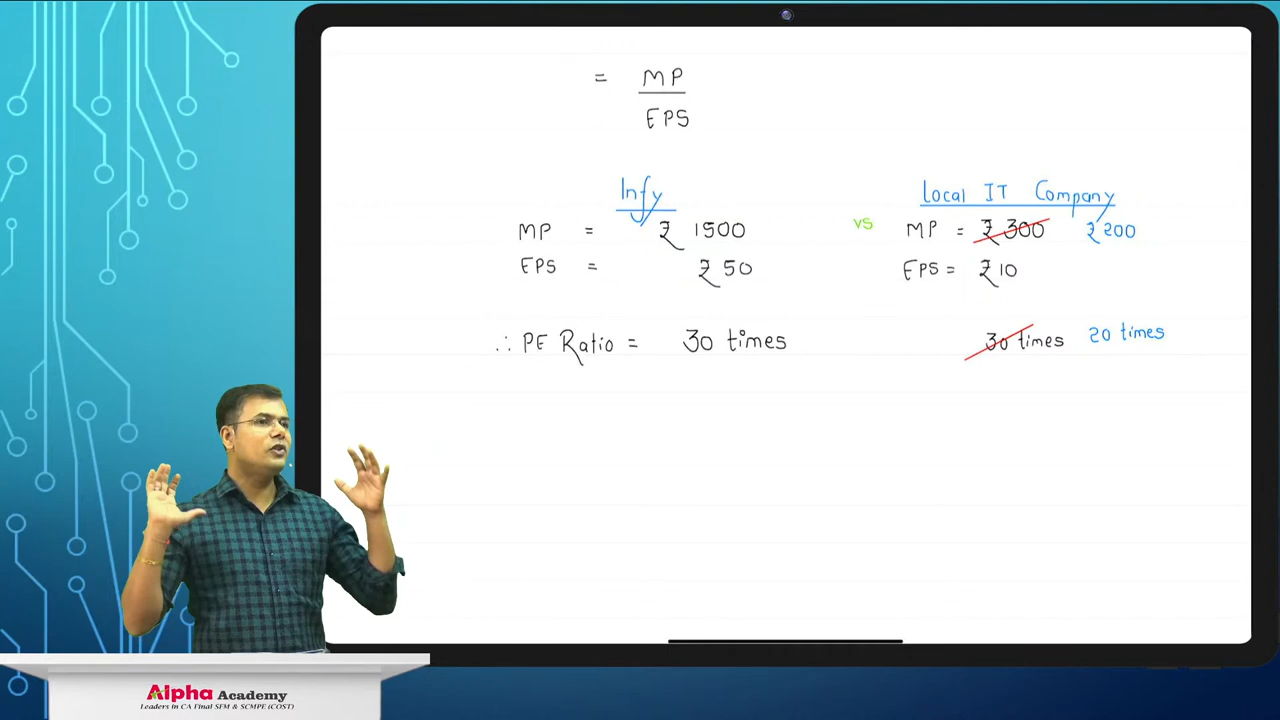 = MP
EPS
Infy
MP = ₹ 1500
EPS = ₹ 50
∴ PE Ratio = 30 times
vs
Local IT Company
MP = ₹ 300 ₹ 200
EPS = ₹ 10
30 times 20 times
Alpha Academy
Leaders in CA Final SFM & SCMPE (COST)